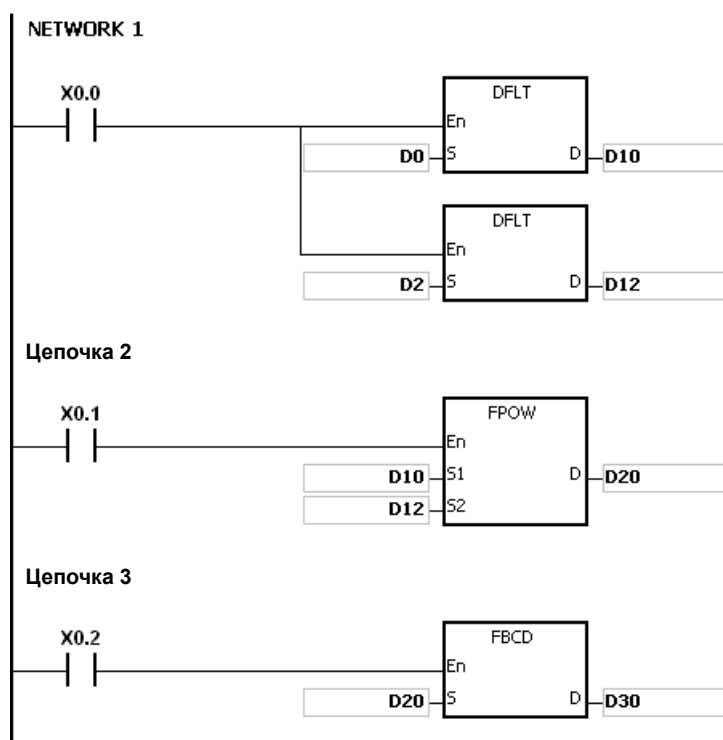 NETWORK 1
X0.0
DFLT
En
D0 S D D10
DFLT
En
D2 S D D12
Цепочка 2
X0.1
FPOW
En
D10 S1 D D20
D12 S2
Цепочка 3
X0.2
FBCD
En
D20 S D D30